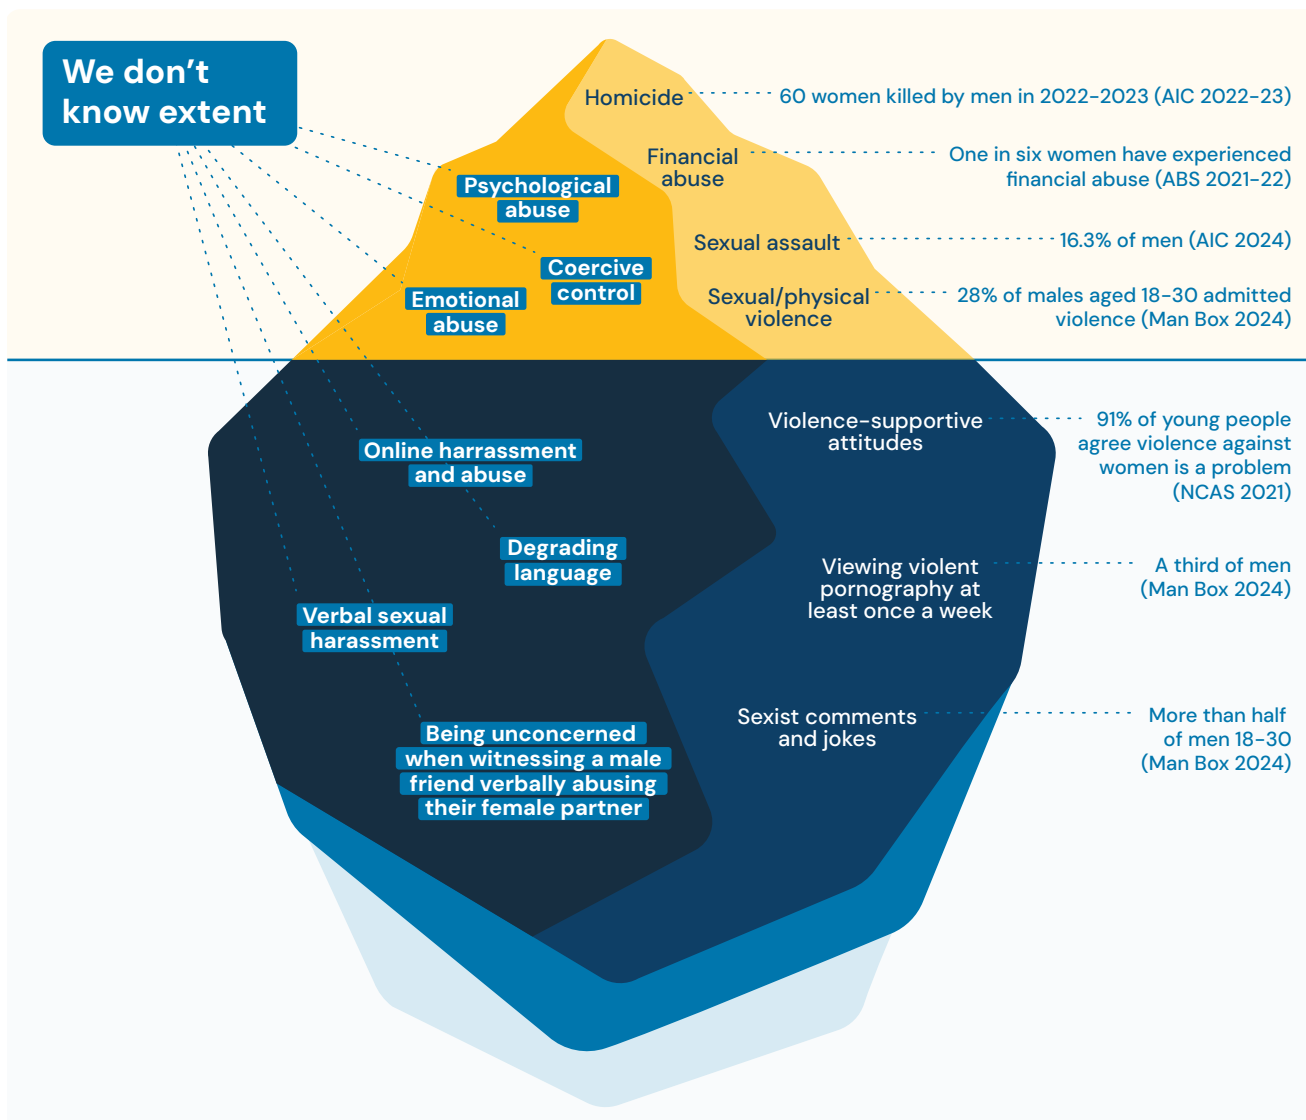 We don't
know extent
Homicide
60 women killed by men in 2022-2023 (AIC 2022-23)
Financial
abuse
One in six women have experienced
financial abuse (ABS 2021-22)
Psychological
abuse
Sexual assault
16.3% of men (AIC 2024)
Coercive
control
Emotional
abuse
Sexual/physical
violence
28% of males aged 18-30 admitted
violence (Man Box 2024)
Violence-supportive
attitudes
91% of young people
agree violence against
women is a problem
(NCAS 2021)
Online harrassment
and abuse
Degrading
language
Viewing violent
pornography at
least once a week
A third of men
(Man Box 2024)
Verbal sexual
harassment
Sexist comments
and jokes
More than half
of men 18-30
(Man Box 2024)
Being unconcerned
when witnessing a male
friend verbally abusing
their female partner